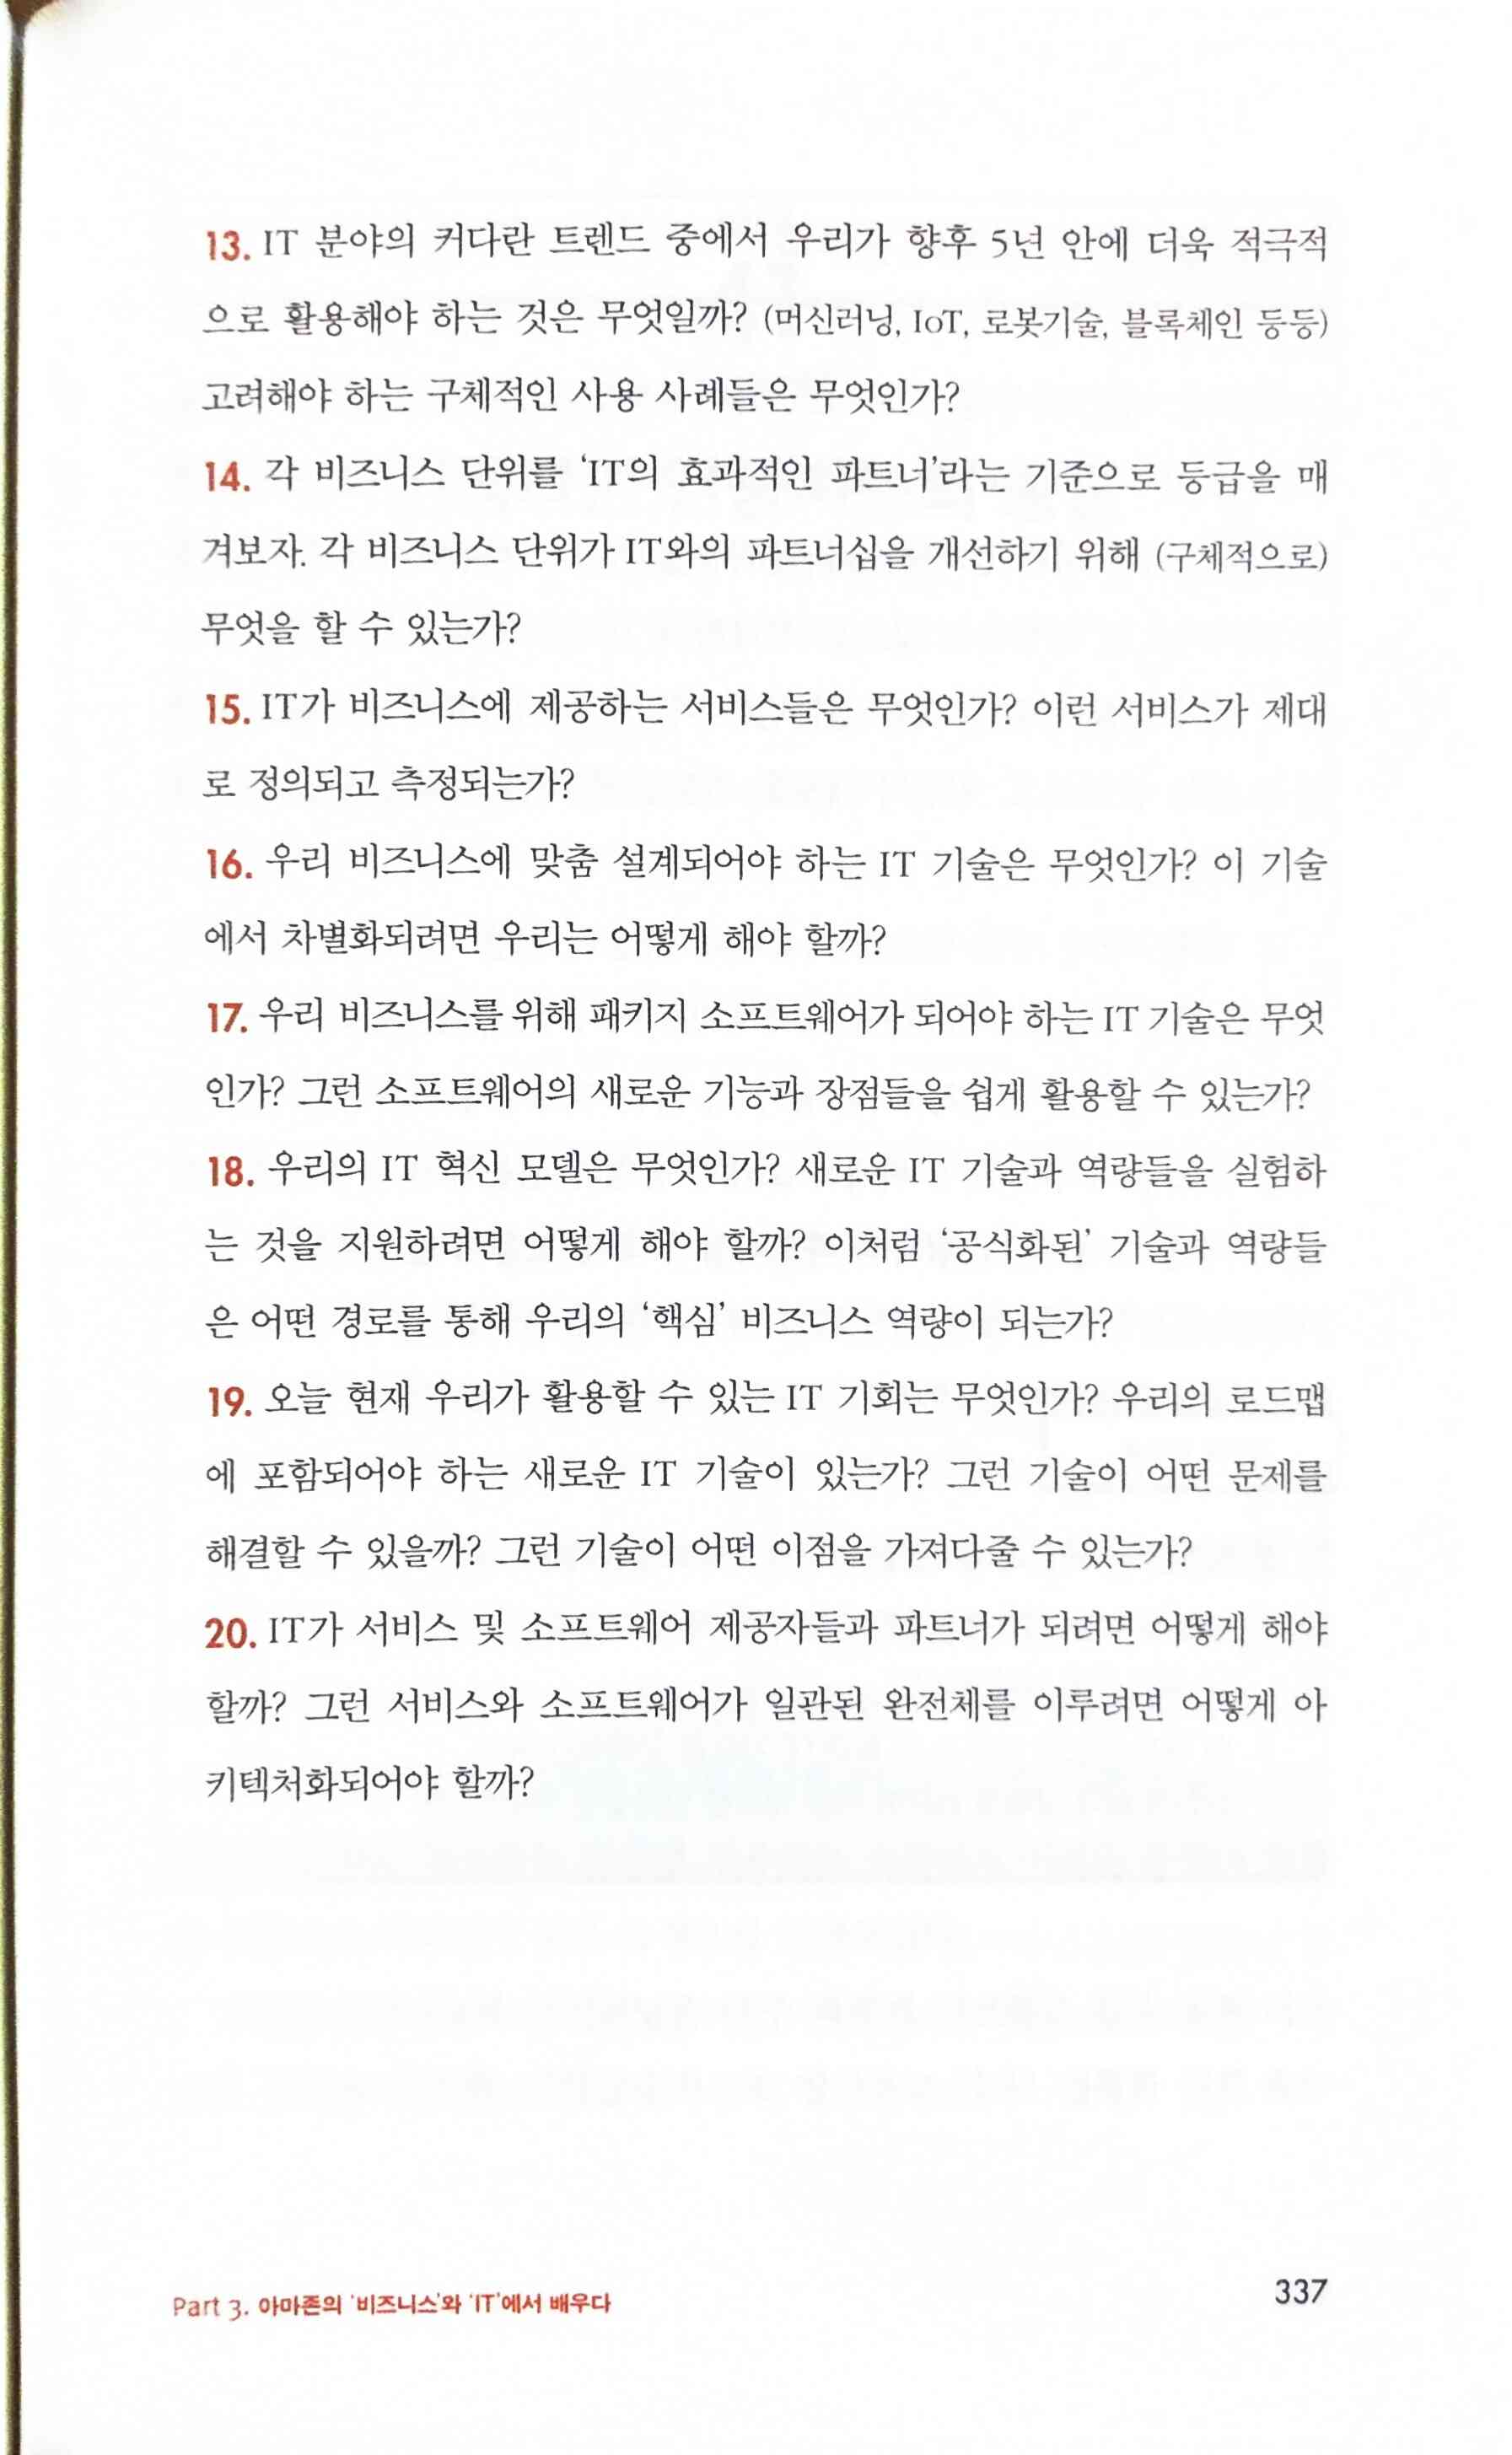 13. IT 분야의 커다란 트렌드 중에서 우리가 향후 5년 안에 더욱 적극적
으로 활용해야 하는 것은 무엇일까? (머신러닝, IoT, 로봇기술, 블록체인 등등)
고려해야 하는 구체적인 사용 사례들은 무엇인가?
14. 각 비즈니스 단위를 ‘IT의 효과적인 파트너’라는 기준으로 등급을 매
겨보자. 각 비즈니스 단위가 IT와의 파트너십을 개선하기 위해 (구체적으로)
무엇을 할 수 있는가?
15. IT가 비즈니스에 제공하는 서비스들은 무엇인가? 이런 서비스가 제대
로 정의되고 측정되는가?
16. 우리 비즈니스에 맞춤 설계되어야 하는 IT 기술은 무엇인가? 이 기술
에서 차별화되려면 우리는 어떻게 해야 할까?
17. 우리 비즈니스를 위해 패키지 소프트웨어가 되어야 하는 IT 기술은 무엇
인가? 그런 소프트웨어의 새로운 기능과 장점들을 쉽게 활용할 수 있는가?
18. 우리의 IT 혁신 모델은 무엇인가? 새로운 IT 기술과 역량들을 실험하
는 것을 지원하려면 어떻게 해야 할까? 이처럼 ‘공식화된’ 기술과 역량들
은 어떤 경로를 통해 우리의 ‘핵심’ 비즈니스 역량이 되는가?
19. 오늘 현재 우리가 활용할 수 있는 IT 기회는 무엇인가? 우리의 로드맵
에 포함되어야 하는 새로운 IT 기술이 있는가? 그런 기술이 어떤 문제를
해결할 수 있을까? 그런 기술이 어떤 이점을 가져다줄 수 있는가?
20. IT가 서비스 및 소프트웨어 제공자들과 파트너가 되려면 어떻게 해야
할까? 그런 서비스와 소프트웨어가 일관된 완전체를 이루려면 어떻게 아
키텍처화되어야 할까?
Part 3. 아마존의 ‘비즈니스’와 ‘IT’에서 배우다
337